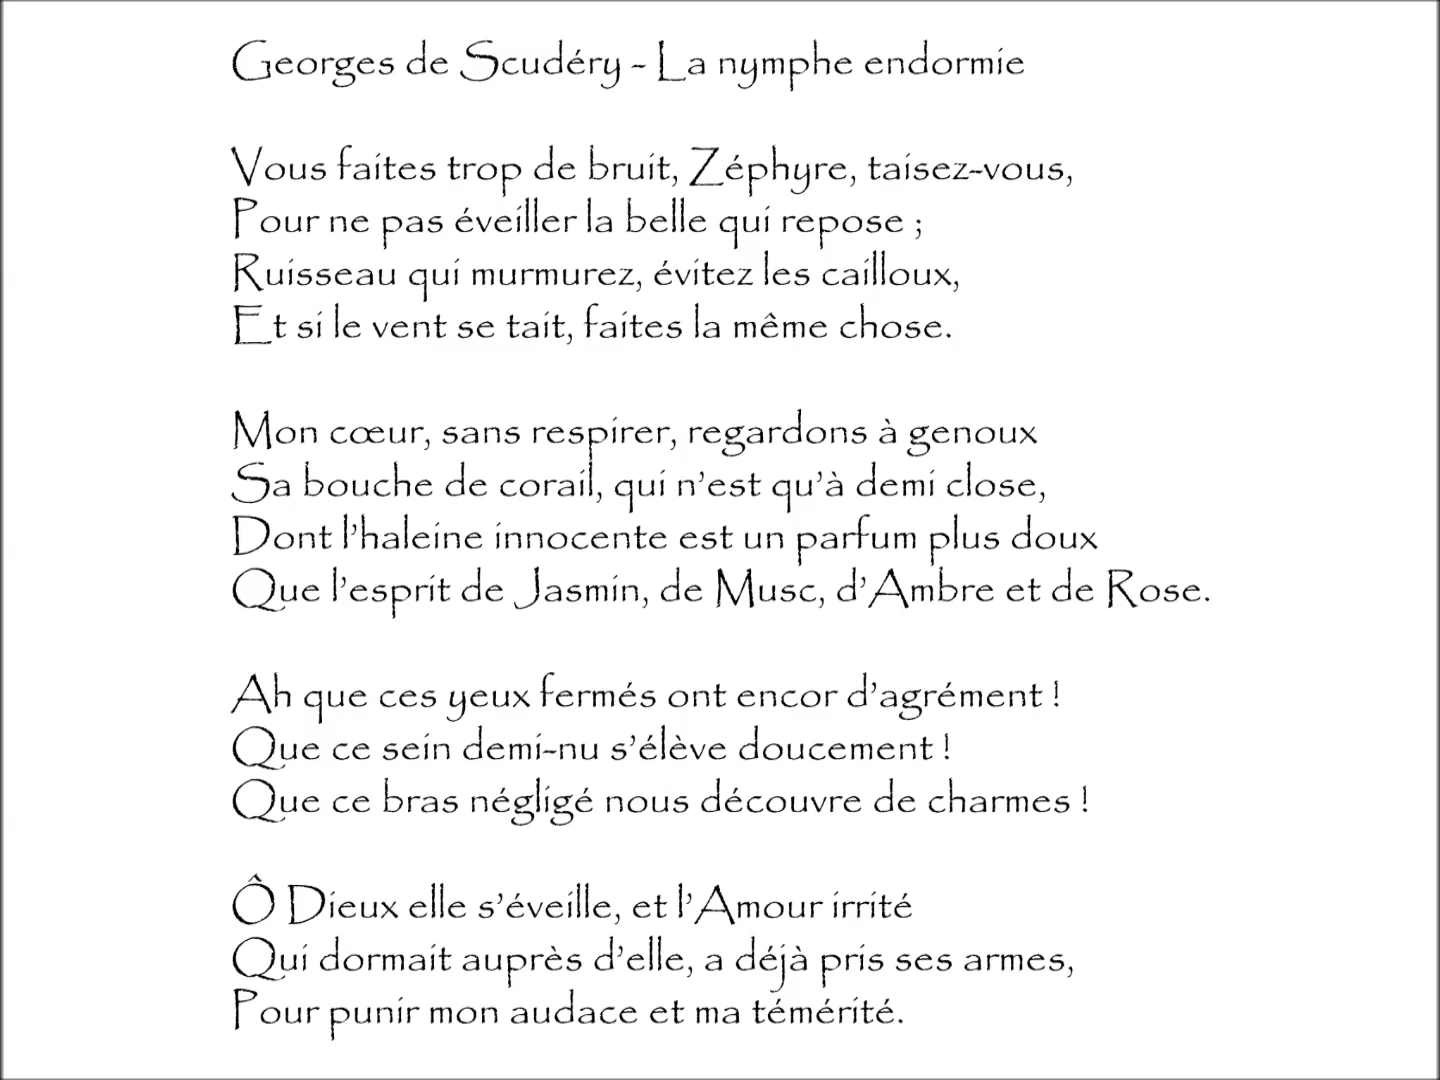 Georges de Scudéry - La nymphe endormie
Vous faites trop de bruit, Zéphyre, taisez-vous,
Pour ne pas éveiller la belle qui repose ;
Ruisseau qui murmurez, évitez les cailloux,
Et si le vent se tait, faites la même chose.
Mon cœur, sans respirer, regardons à genoux
Sa bouche de corail, qui n'est qu'à demi close,
Dont l'haleine innocente est un parfum plus doux
Que l'esprit de Jasmin, de Musc, d'Ambre et de Rose.
Ah que ces yeux fermés ont encor d'agrément !
Que ce sein demi-nu s'élève doucement !
Que ce bras négligé nous découvre de charmes !
Ô Dieux elle s'éveille, et l'Amour irrité
Qui dormait auprès d'elle, a déjà pris ses armes,
Pour punir mon audace et ma témérité.